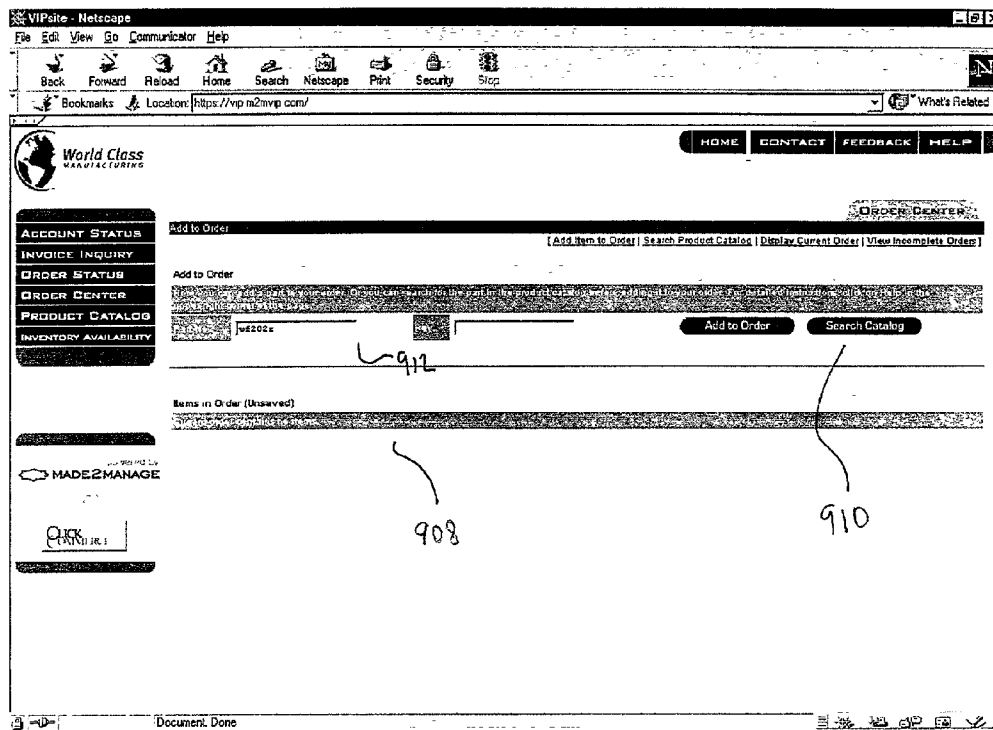 VIPsite - Netscape
File Edit View Go Communicator Help
Back Forward Reload Home Search Netscape Print Security Stop
Bookmarks Location: https://vip.m2mvip.com/ What's Related
World Class
MANUFACTURING
HOME CONTACT FEEDBACK HELP
ORDER CENTER
ACCOUNT STATUS
INVOICE INQUIRY
ORDER STATUS
ORDER CENTER
PRODUCT CATALOG
INVENTORY AVAILABILITY
Add to Order
[ Add Item to Order | Search Product Catalog | Display Current Order | View Incomplete Orders ]
Add to Order
Add to Order Search Catalog
912
Items in Order (Unsaved)
908
910
powered by
MADE2MANAGE
CLICK
Document: Done